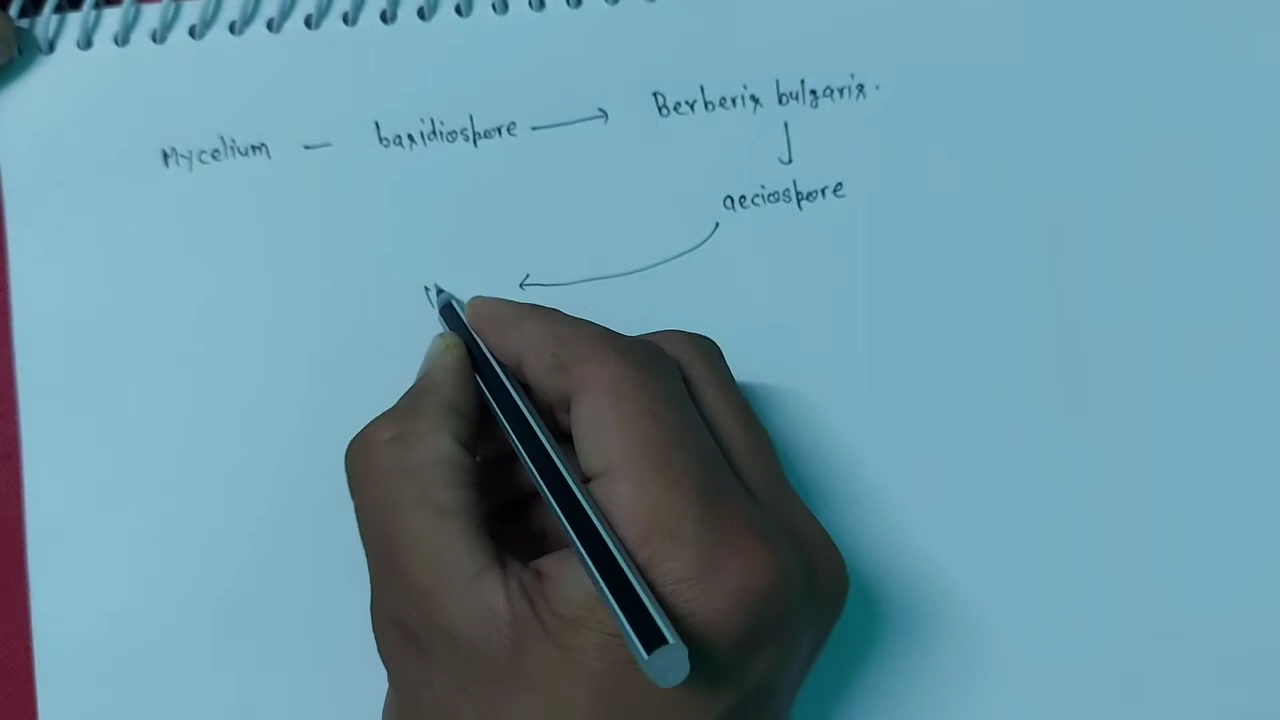 Mycelium — basidiospore → Berberis bulgaris.
aeciospore